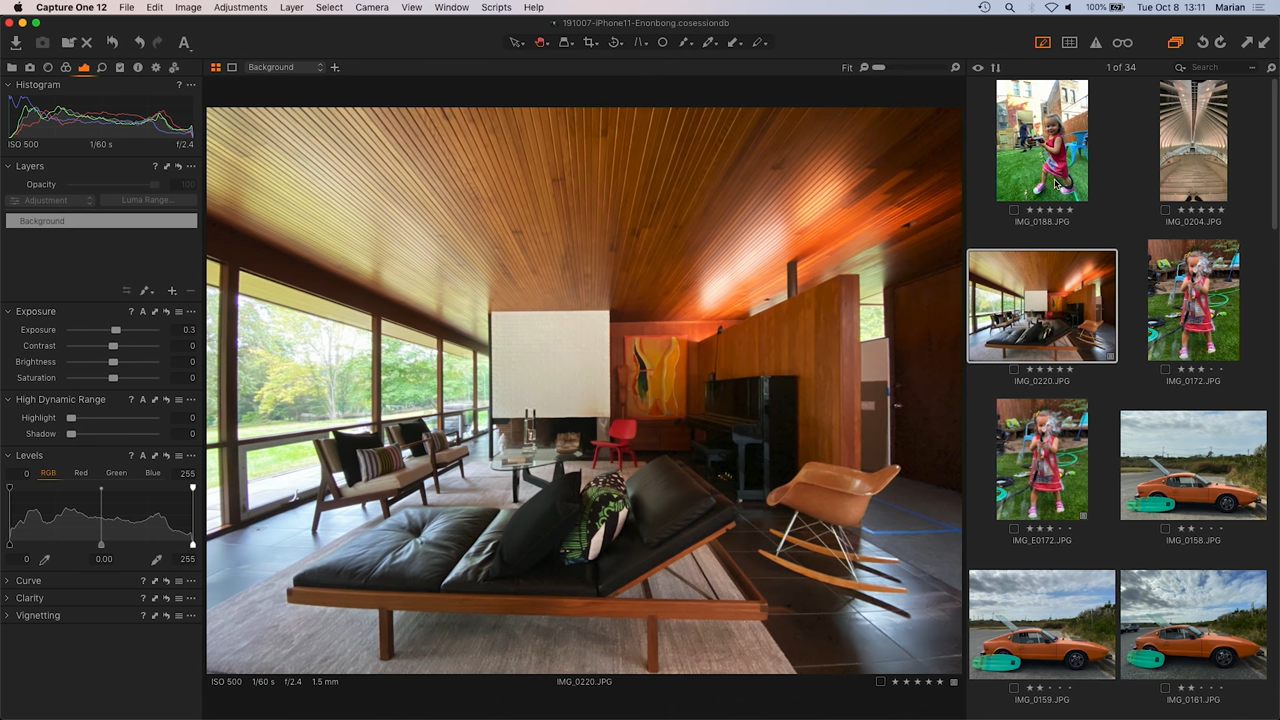 Capture One 12 File Edit Image Adjustments Layer Select Camera View Window Scripts Help 100% Tue Oct 8 13:11 Marian
191007-iPhone11-Enonbong.cosessiondb
A
Background Fit 1 of 34 Search
Histogram ? ...
ISO 500 1/60 s f/2.4
Layers ? ...
Opacity 100
Adjustment Luma Range...
Background
Exposure ? A ...
Exposure 0.3
Contrast 0
Brightness 0
Saturation 0
High Dynamic Range ? A ...
Highlight 0
Shadow 0
Levels ? A ...
0 RGB Red Green Blue 255
0 0.00 255
Curve ? ...
Clarity ? ...
Vignetting ? ...
ISO 500 1/60 s f/2.4 1.5 mm IMG_0220.JPG
IMG_0188.JPG IMG_0204.JPG
IMG_0220.JPG IMG_0172.JPG
IMG_E0172.JPG IMG_0158.JPG
IMG_0159.JPG IMG_0161.JPG